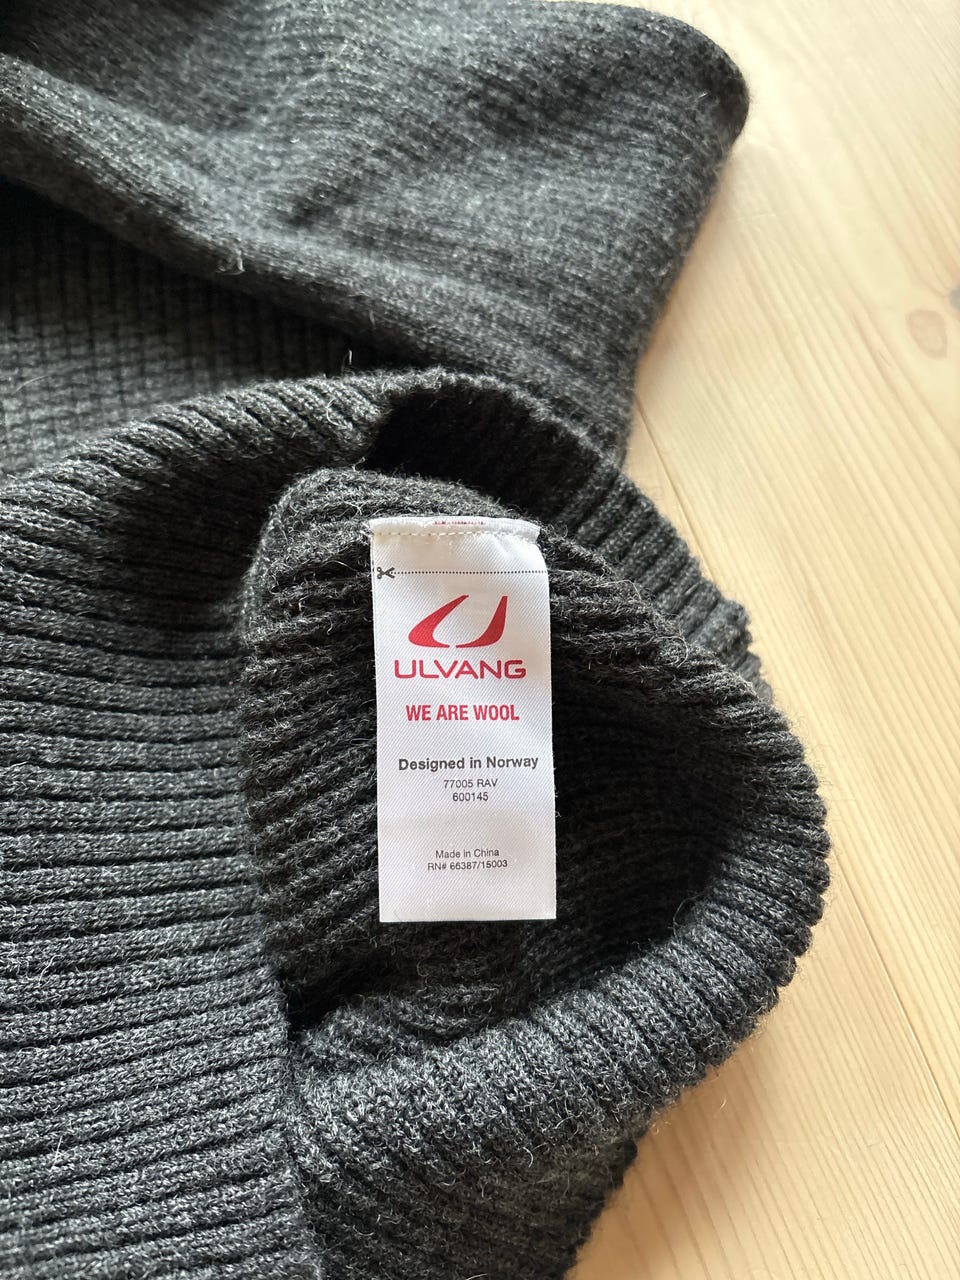 ULVANG
WE ARE WOOL
Designed in Norway
77005 RAV
600145
Made in China
RN# 66387/15003